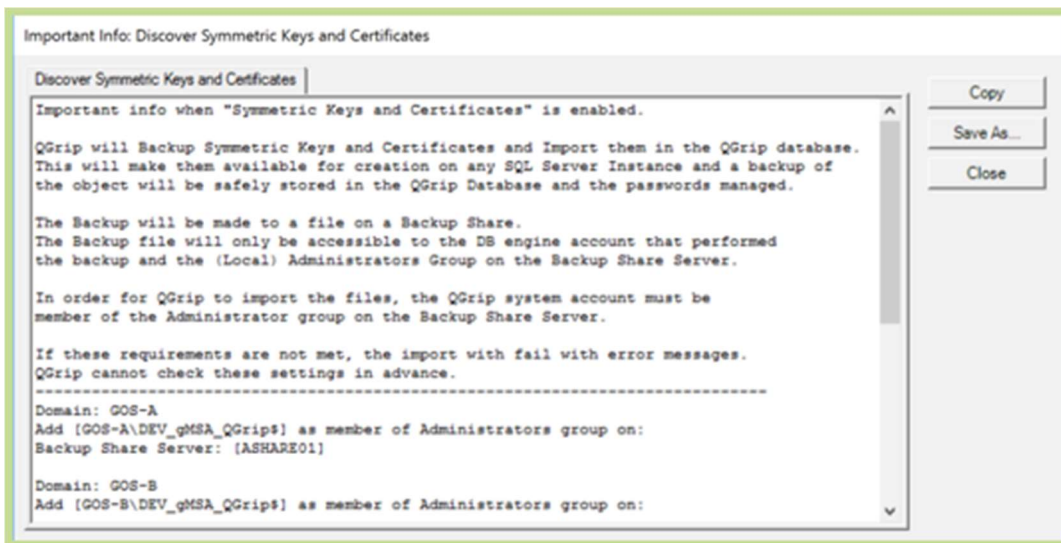 Important Info: Discover Symmetric Keys and Certificates
Discover Symmetric Keys and Certificates
Important info when "Symmetric Keys and Certificates" is enabled.
QGrip will Backup Symmetric Keys and Certificates and Import them in the QGrip database.
This will make them available for creation on any SQL Server Instance and a backup of
the object will be safely stored in the QGrip Database and the passwords managed.
The Backup will be made to a file on a Backup Share.
The Backup file will only be accessible to the DB engine account that performed
the backup and the (Local) Administrators Group on the Backup Share Server.
In order for QGrip to import the files, the QGrip system account must be
member of the Administrator group on the Backup Share Server.
If these requirements are not met, the import with fail with error messages.
QGrip cannot check these settings in advance.
--------------------------------------------------------------------------------
Domain: GOS-A
Add [GOS-A\DEV_gMSA_QGrip$] as member of Administrators group on:
Backup Share Server: [ASHARE01]
Domain: GOS-B
Add [GOS-B\DEV_gMSA_QGrip$] as member of Administrators group on:
Copy
Save As...
Close